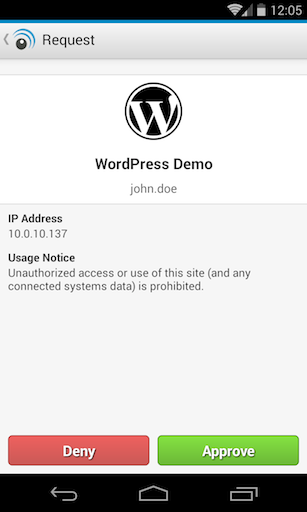 12:05
Request
WordPress Demo
john.doe
IP Address
10.0.10.137
Usage Notice
Unauthorized access or use of this site (and any
connected systems data) is prohibited.
Deny
Approve